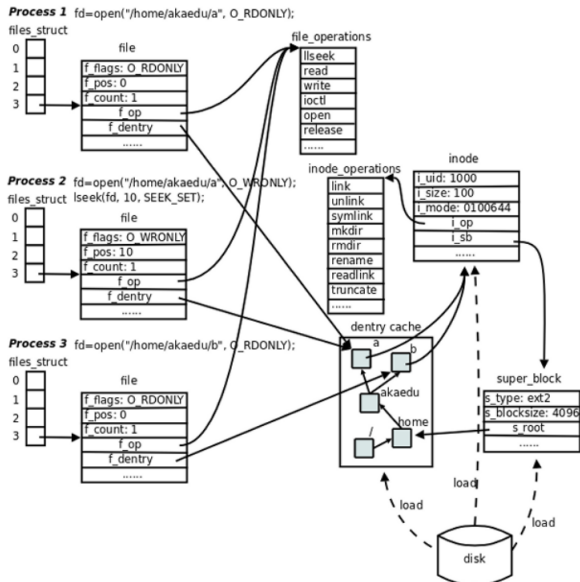 Process 1 fd=open("/home/akaedu/a", O_RDONLY);
files_struct
0
1
2
3
file
f_flags: O_RDONLY
f_pos: 0
f_count: 1
f_op
f_dentry
......
file_operations
llseek
read
write
ioctl
open
release
......
Process 2 fd=open("/home/akaedu/a", O_WRONLY);
lseek(fd, 10, SEEK_SET);
files_struct
0
1
2
3
file
f_flags: O_WRONLY
f_pos: 10
f_count: 1
f_op
f_dentry
......
inode_operations
link
unlink
symlink
mkdir
rmdir
rename
readlink
truncate
......
inode
i_uid: 1000
i_size: 100
i_mode: 0100644
i_op
i_sb
......
Process 3 fd=open("/home/akaedu/b", O_RDONLY);
files_struct
0
1
2
3
file
f_flags: O_RDONLY
f_pos: 0
f_count: 1
f_op
f_dentry
......
dentry cache
a
b
akaedu
home
/
super_block
s_type: ext2
s_blocksize: 4096
s_root
......
load
load
load
disk